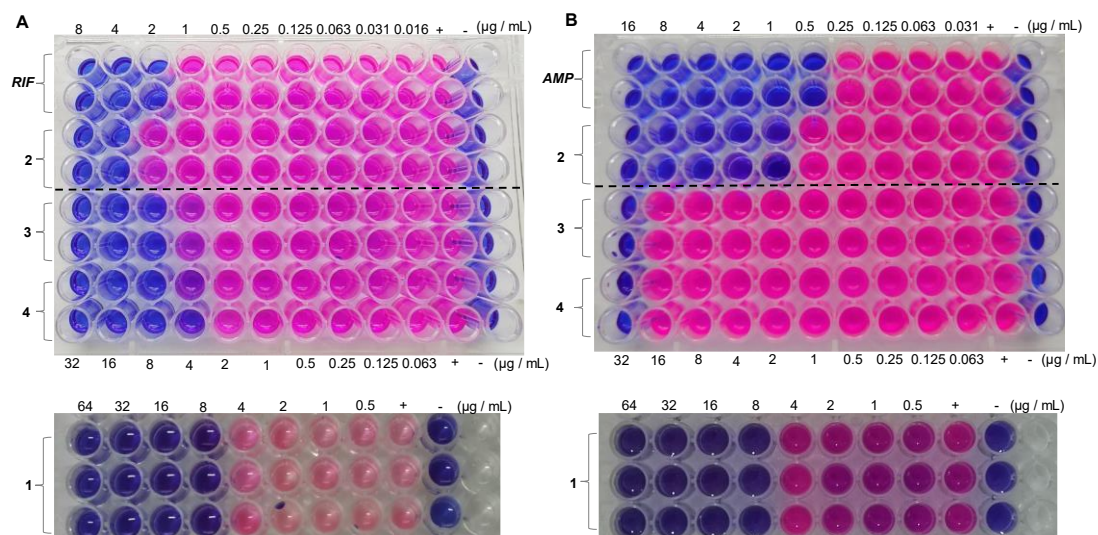 A
8 4 2 1 0.5 0.25 0.125 0.063 0.031 0.016 + - (µg / mL)
RIF
2
3
4
32 16 8 4 2 1 0.5 0.25 0.125 0.063 + - (µg / mL)
64 32 16 8 4 2 1 0.5 + - (µg / mL)
1
B
16 8 4 2 1 0.5 0.25 0.125 0.063 0.031 + - (µg / mL)
AMP
2
3
4
32 16 8 4 2 1 0.5 0.25 0.125 0.063 + - (µg / mL)
64 32 16 8 4 2 1 0.5 + - (µg / mL)
1